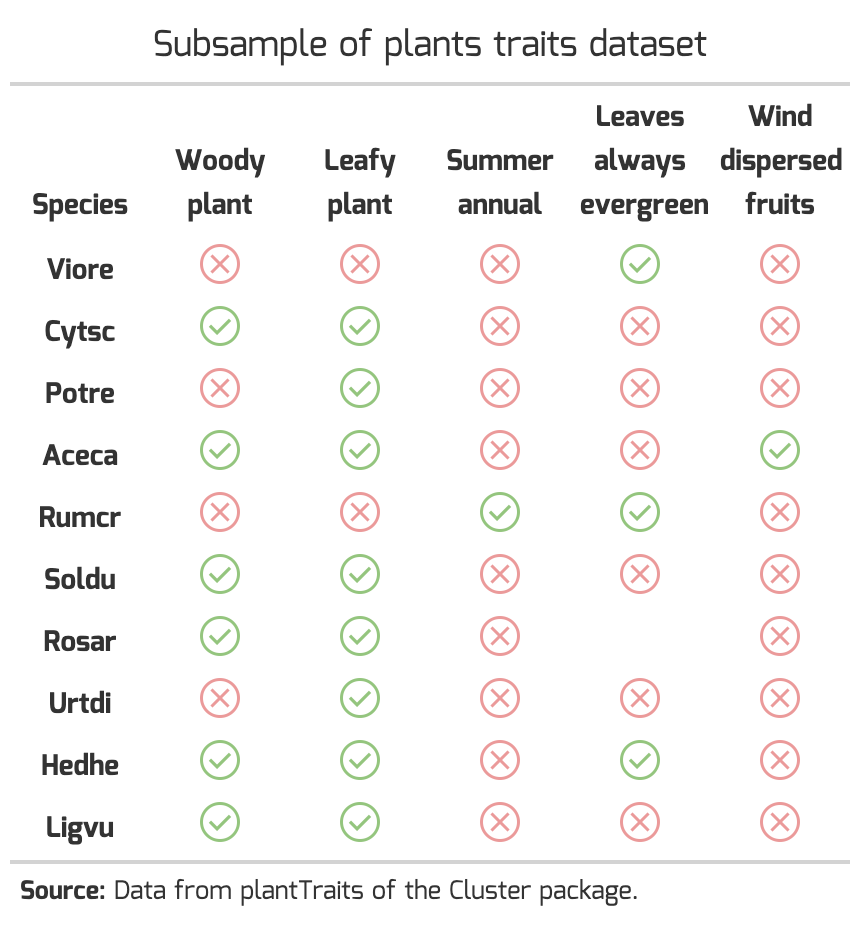 Subsample of plants traits dataset
Species Woody plant Leafy plant Summer annual Leaves always evergreen Wind dispersed fruits
Viore
Cytsc
Potre
Aceca
Rumcr
Soldu
Rosar
Urtdi
Hedhe
Ligvu
Source: Data from plantTraits of the Cluster package.